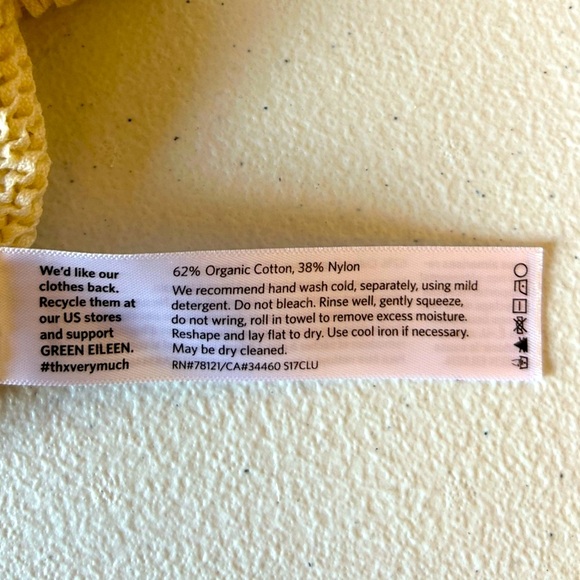 We'd like our
clothes back.
Recycle them at
our US stores
and support
GREEN EILEEN.
#thxverymuch
62% Organic Cotton, 38% Nylon
We recommend hand wash cold, separately, using mild
detergent. Do not bleach. Rinse well, gently squeeze,
do not wring, roll in towel to remove excess moisture.
Reshape and lay flat to dry. Use cool iron if necessary.
May be dry cleaned.
RN#78121/CA#34460 S17CLU